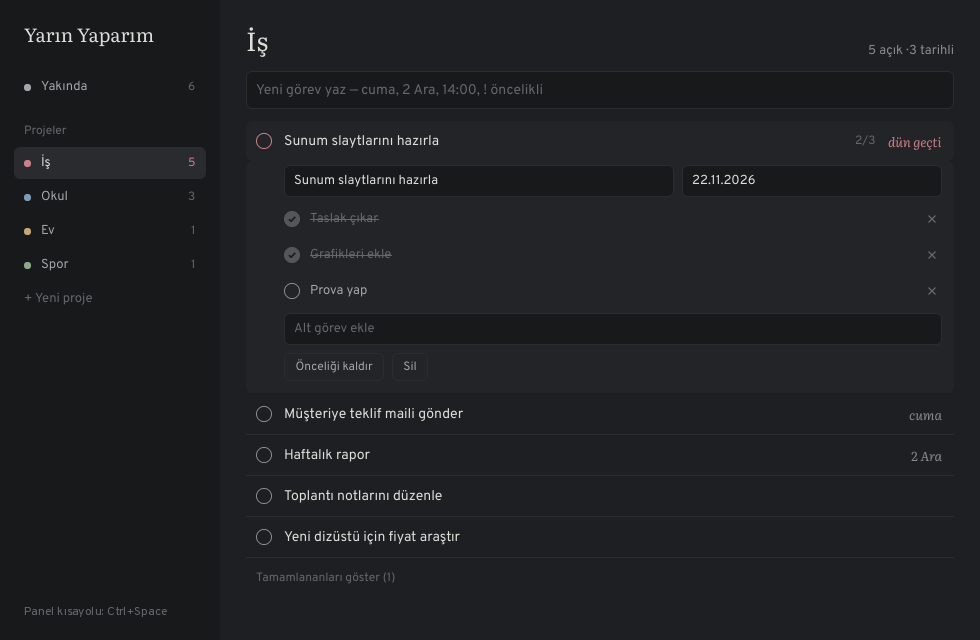 Yarın Yaparım
Yakında 6
Projeler
İş 5
Okul 3
Ev 1
Spor 1
+ Yeni proje
Panel kısayolu: Ctrl+Space
İş
5 açık ·3 tarihli
Yeni görev yaz — cuma, 2 Ara, 14:00, ! öncelikli
Sunum slaytlarını hazırla 2/3 dün geçti
Sunum slaytlarını hazırla 22.11.2026
Taslak çıkar ×
Grafikleri ekle ×
Prova yap ×
Alt görev ekle
Önceliği kaldır Sil
Müşteriye teklif maili gönder cuma
Haftalık rapor 2 Ara
Toplantı notlarını düzenle
Yeni dizüstü için fiyat araştır
Tamamlananları göster (1)